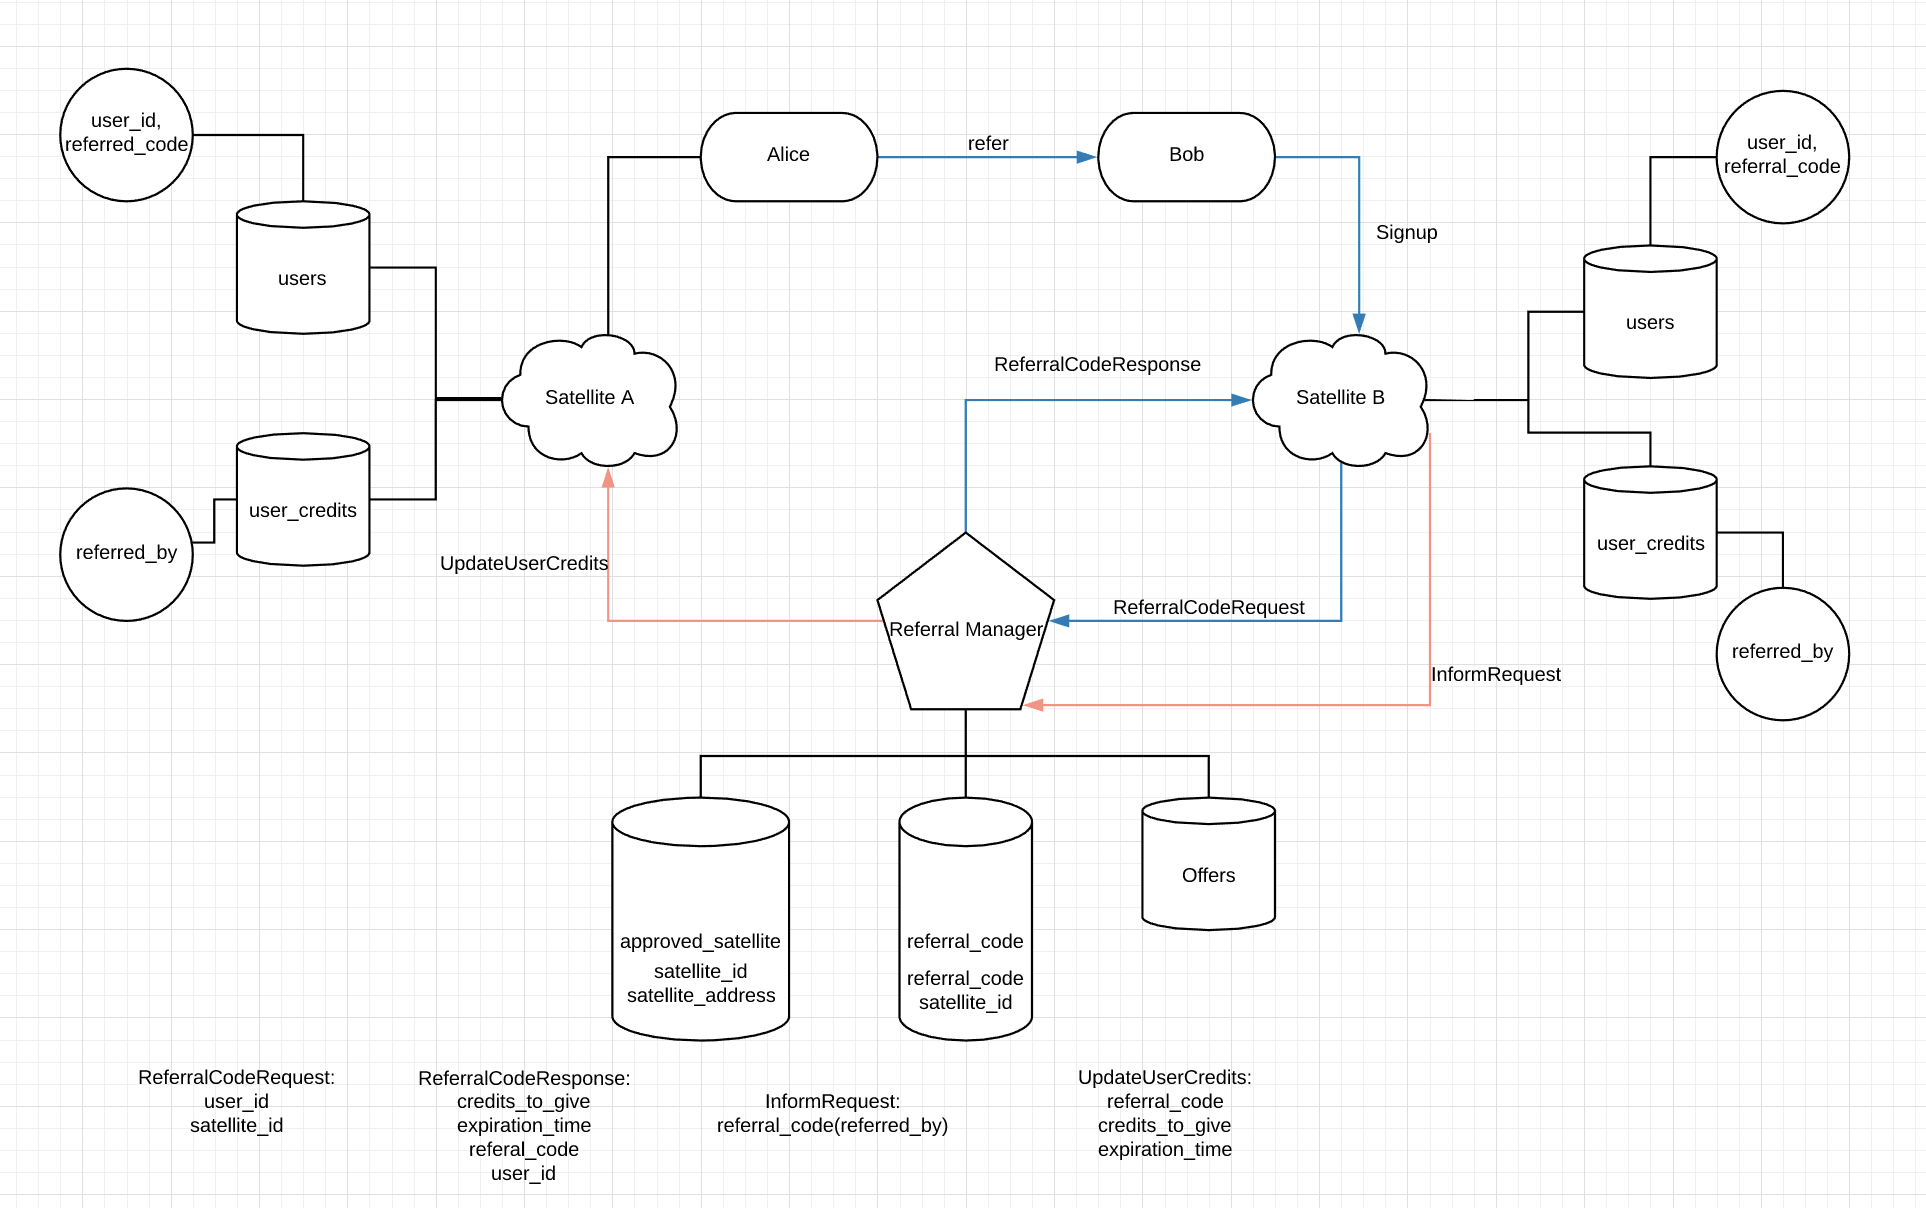 user_id,
referred_code
Alice
refer
Bob
user_id,
referral_code
Signup
users
users
ReferralCodeResponse
Satellite A
Satellite B
user_credits
referred_by
UpdateUserCredits
user_credits
ReferralCodeRequest
Referral Manager
referred_by
InformRequest
Offers
approved_satellite
satellite_id
satellite_address
referral_code
referral_code
satellite_id
ReferralCodeRequest:
user_id
satellite_id
ReferralCodeResponse:
credits_to_give
expiration_time
referal_code
user_id
InformRequest:
referral_code(referred_by)
UpdateUserCredits:
referral_code
credits_to_give
expiration_time